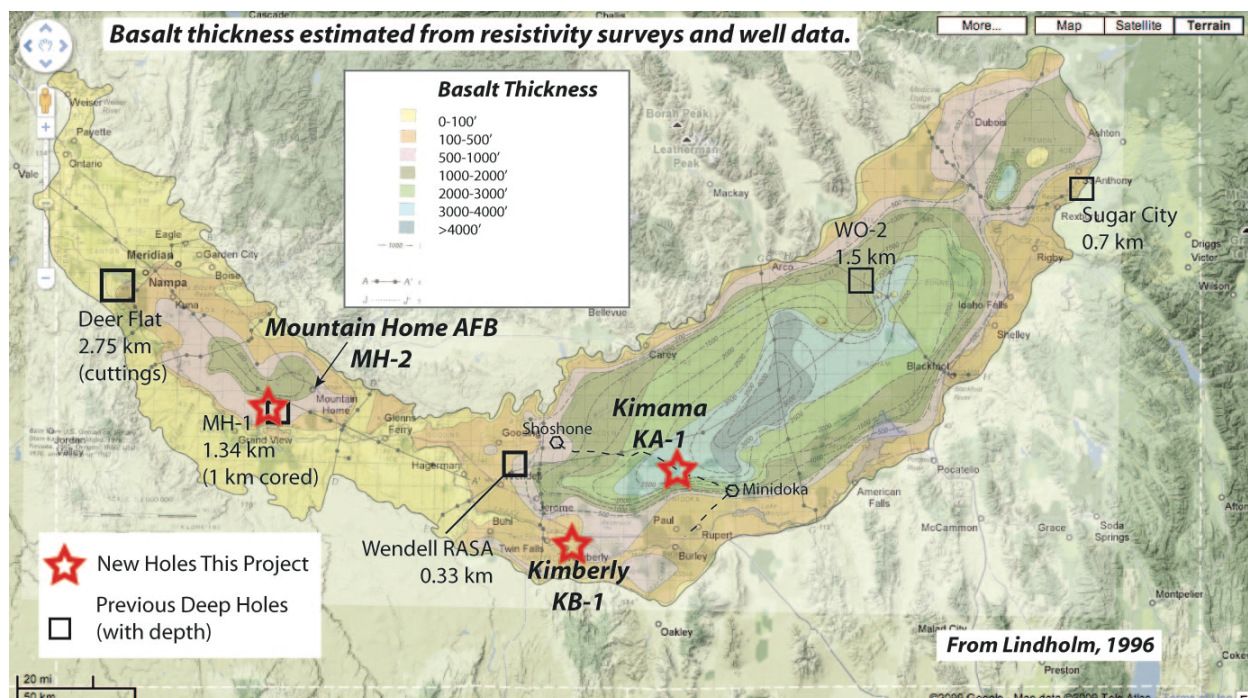 Basalt thickness estimated from resistivity surveys and well data.
More...
Map
Satellite
Terrain
Cascade
Challis
Weiser
Payette
Ontario
Vale
Eagle
Garden City
Meridian
Boise
Nampa
Kuna
Basalt Thickness
0-100'
100-500'
500-1000'
1000-2000'
2000-3000'
3000-4000'
>4000'
Borah Peak
Leatherman
Peak
Mackay
Dubois
Ashton
Anthony
Sugar City
0.7 km
Driggs
Victor
Wilson
Rigby
WO-2
1.5 km
Arco
Idaho Falls
Shelley
Blackfoot
Bellevue
Carey
Deer Flat
2.75 km
(cuttings)
Mountain Home AFB
MH-2
Mountain
Home
MH-1
1.34 km
(1 km cored)
Grand View
Glenns
Ferry
Jordan
Valley
Hagerman
Gooding
Shoshone
Kimama
KA-1
Minidoka
Wendell
Jerome
Buhl
Twin Falls
Paul
Rupert
Burley
Wendell RASA
0.33 km
Kimberly
KB-1
Pocatello
American
Falls
McCammon
Grace
Soda
Springs
Montpelier
Oakley
Malad City
Preston
New Holes This Project
Previous Deep Holes
(with depth)
From Lindholm, 1996
20 mi
50 km